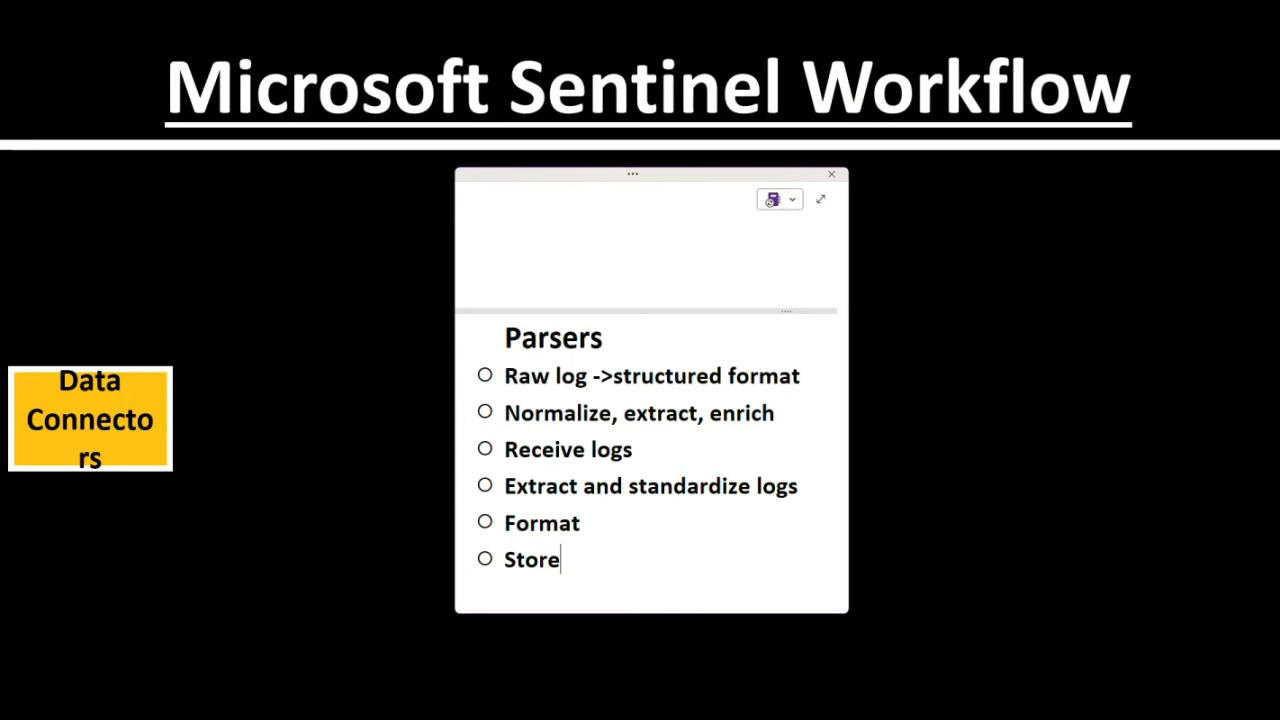 Microsoft Sentinel Workflow
Data
Connecto
rs
Parsers
Raw log ->structured format
Normalize, extract, enrich
Receive logs
Extract and standardize logs
Format
Store